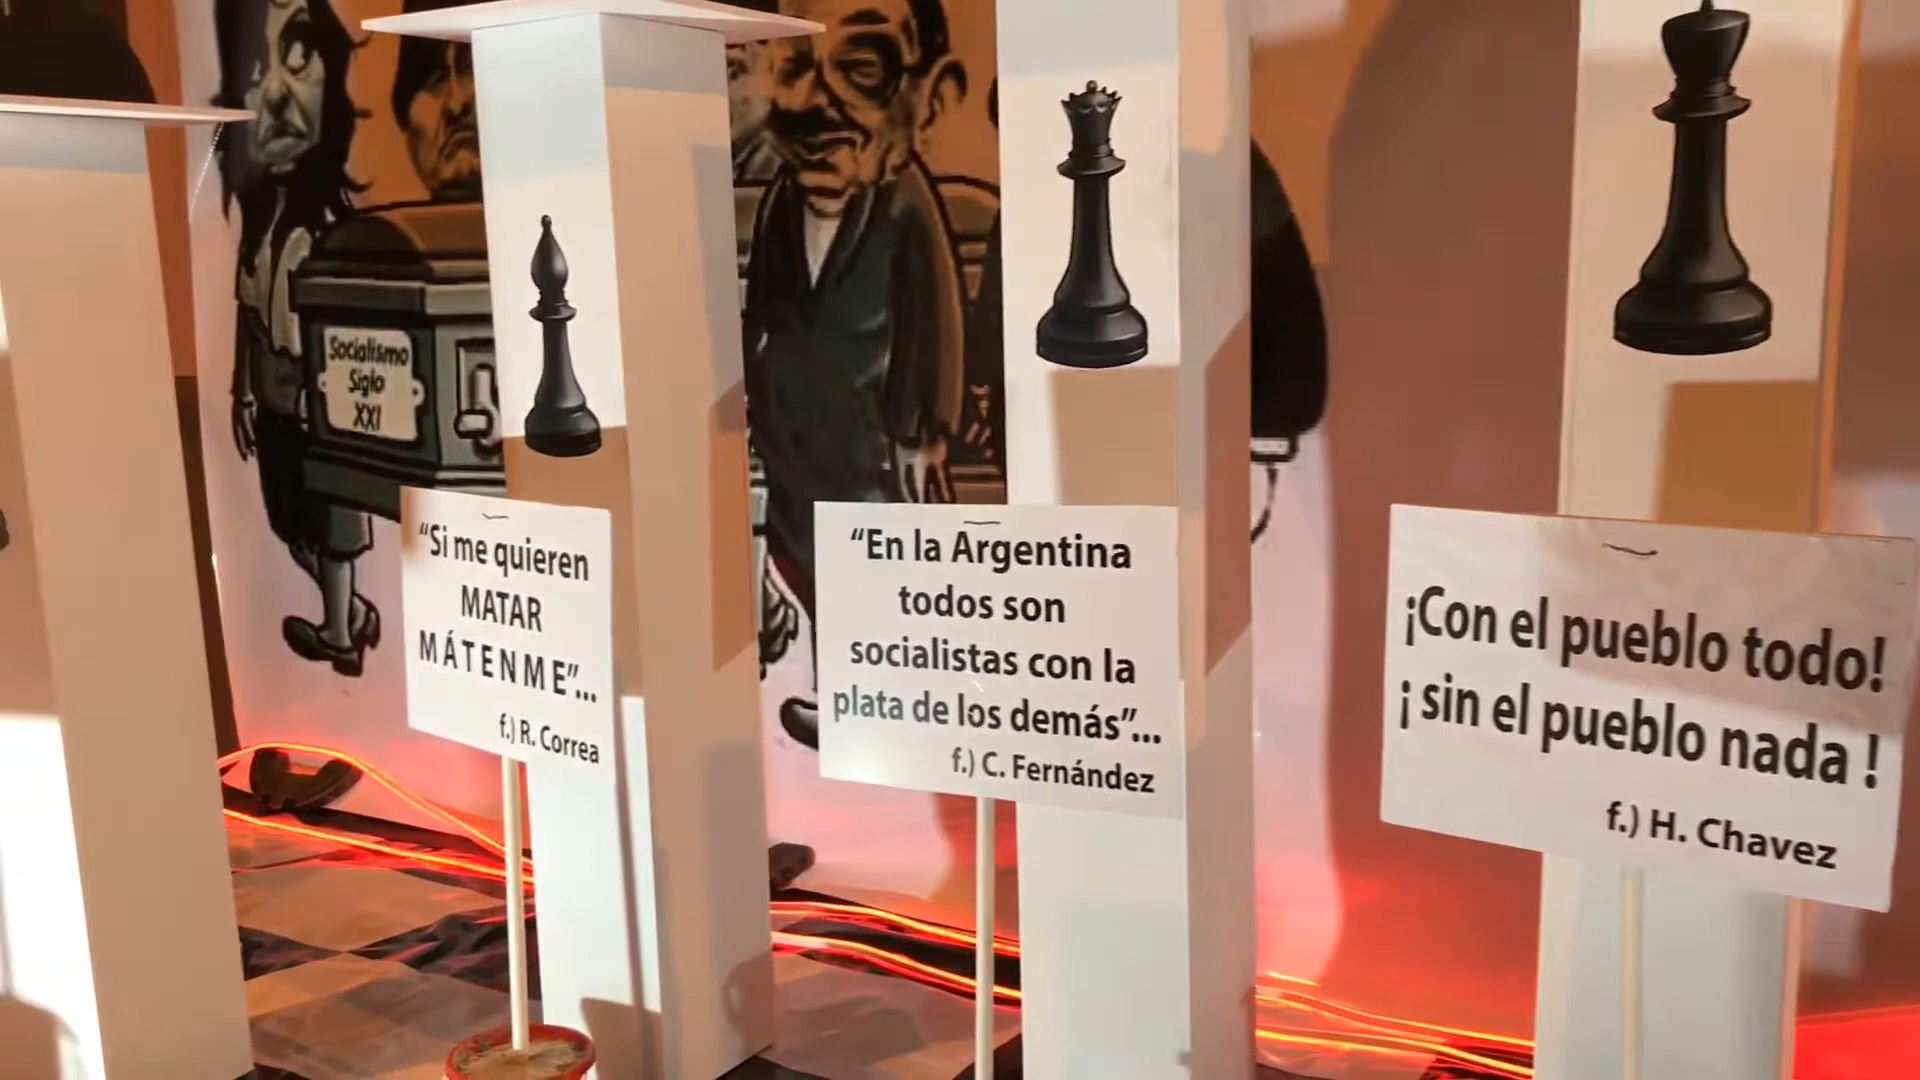 Socialismo
Siglo
XXI
“Si me quieren
MATAR
MÁTENME”...
f.) R. Correa
“En la Argentina
todos son
socialistas con la
plata de los demás”...
f.) C. Fernández
¡Con el pueblo todo!
¡ sin el pueblo nada !
f.) H. Chavez